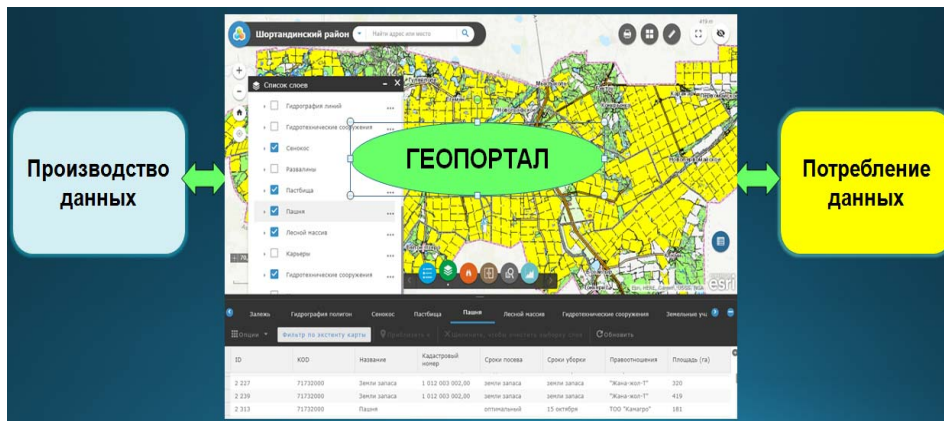 Шортандинский район
Найти адрес или место
Список слоев
Гидрография линий
Гидротехнические сооружения
Сенокос
Развалины
Пастбища
Пашня
Лесной массив
Карьеры
Гидротехнические сооружения
ГЕОПОРТАЛ
Производство
данных
Потребление
данных
esri
Залежь Гидрография полигон Сенокос Пастбища Пашня Лесной массив Гидротехнические сооружения Земельные уч
Опции Фильтр по экстенту карты Обновить
ID KOD Название Кадастровый номер Сроки посева Сроки уборки Правоотношения Площадь (га)
2 227 71732000 Земли запаса 1 012 003 002,00 земли запаса земли запаса "Жана-жол-Т" 320
2 239 71732000 Земли запаса 1 012 003 002,00 земли запаса земли запаса "Жана-жол-Т" 419
2 313 71732000 Пашня оптимальный 15 октября ТОО "Камагро" 181